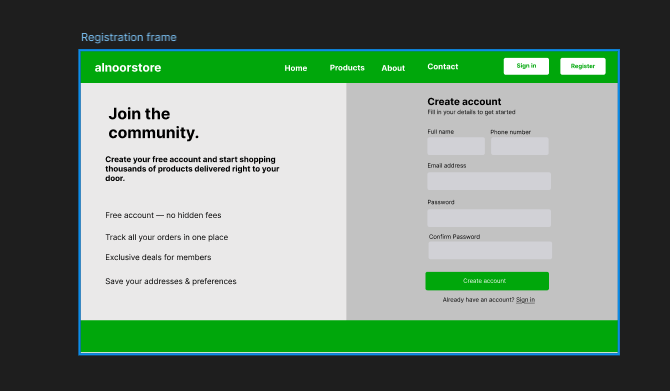 Registration frame
alnoorstore
Home Products About Contact Sign in Register
Join the
community.
Create your free account and start shopping
thousands of products delivered right to your
door.
Free account — no hidden fees
Track all your orders in one place
Exclusive deals for members
Save your addresses & preferences
Create account
Fill in your details to get started
Full name Phone number
Email address
Password
Confirm Password
Create account
Already have an account? Sign in